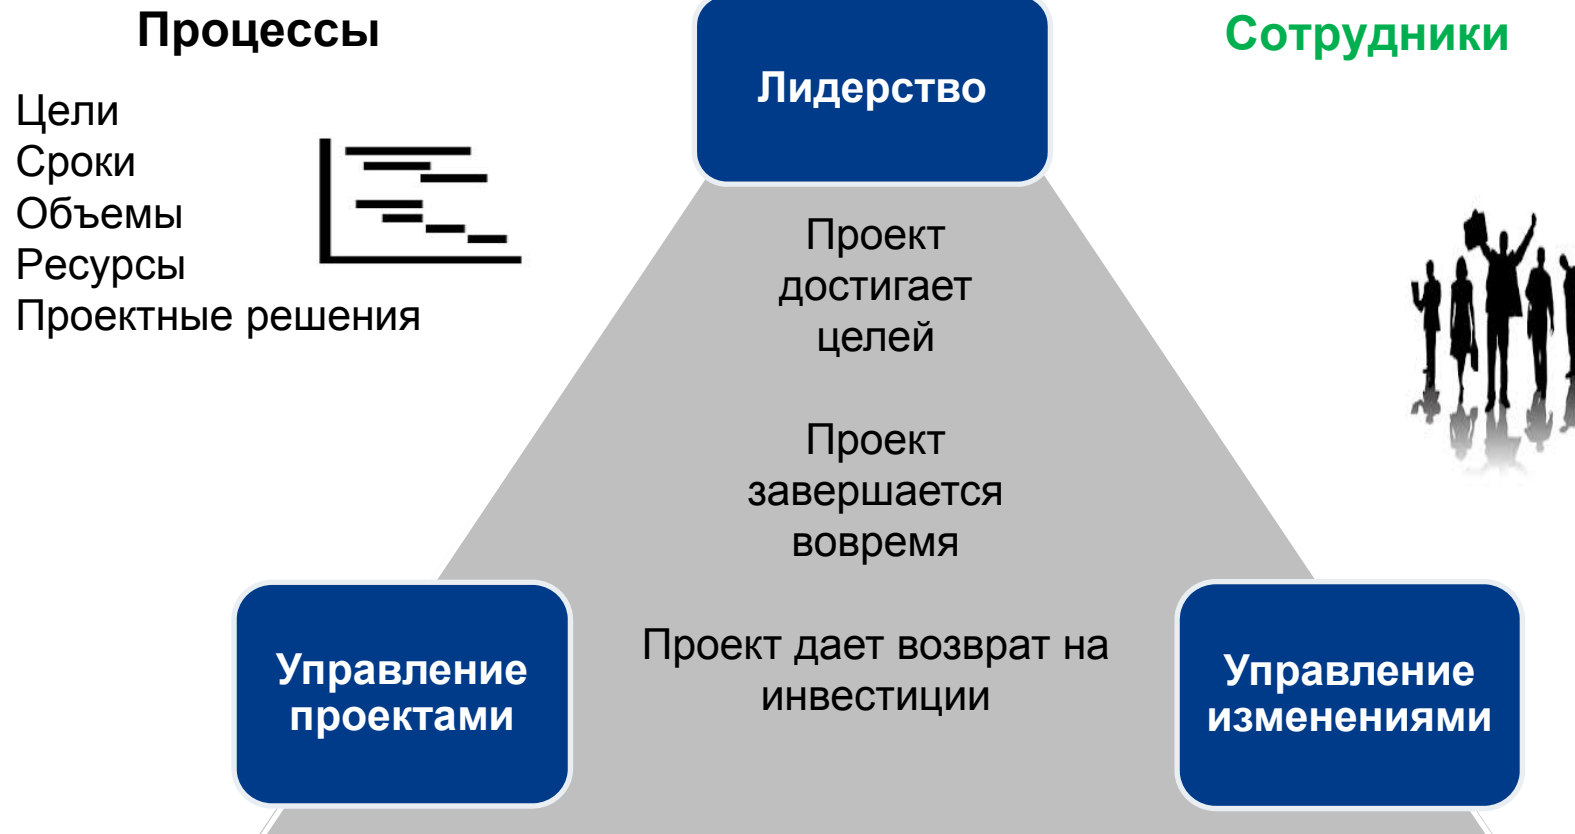 Процессы
Цели
Сроки
Объемы
Ресурсы
Проектные решения
Лидерство
Сотрудники
Проект
достигает
целей
Проект
завершается
вовремя
Проект дает возврат на
инвестиции
Управление
проектами
Управление
изменениями